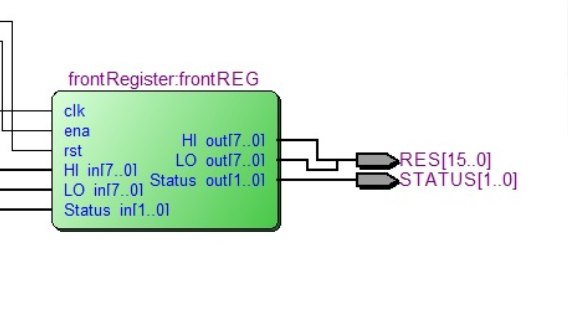 frontRegister:frontREG
clk
ena
rst
HI in[7..0]
LO in[7..0]
Status in[1..0]
HI out[7..0]
LO out[7..0]
Status out[1..0]
RES[15..0]
STATUS[1..0]